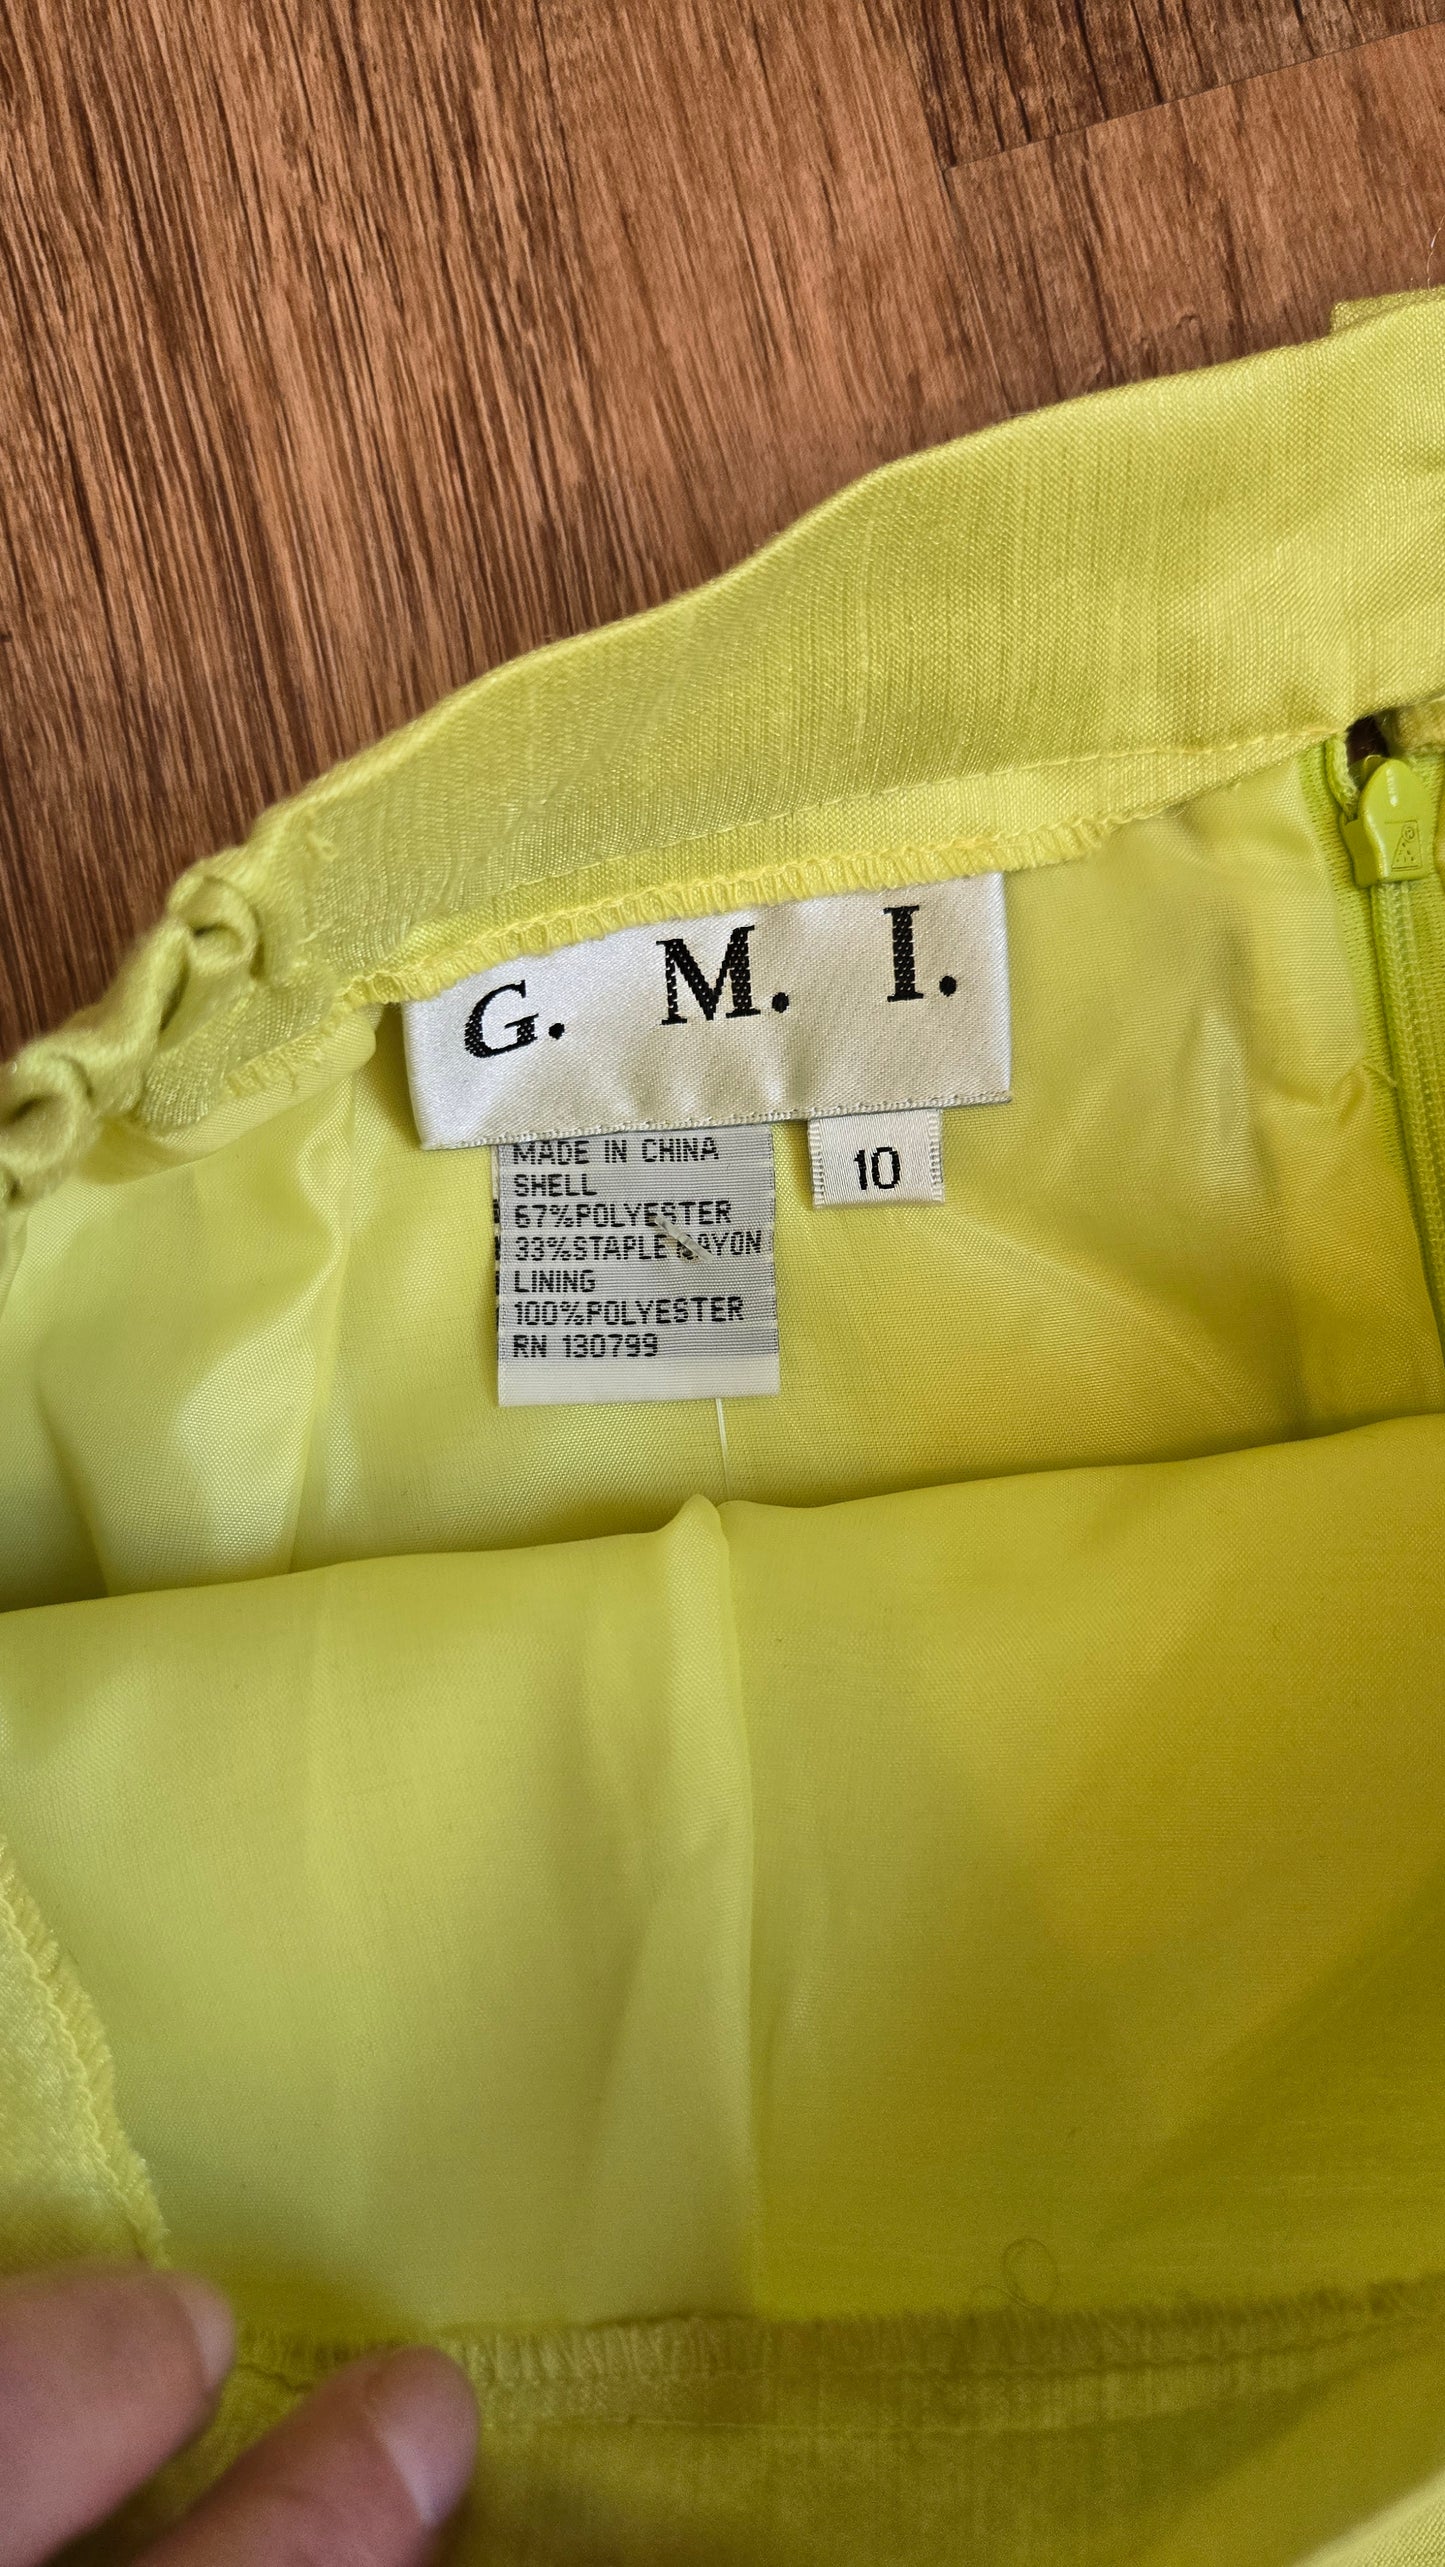 G. M. I.
10
MADE IN CHINA
SHELL
67%POLYESTER
33%STAPLE RAYON
LINING
100%POLYESTER
RN 130799